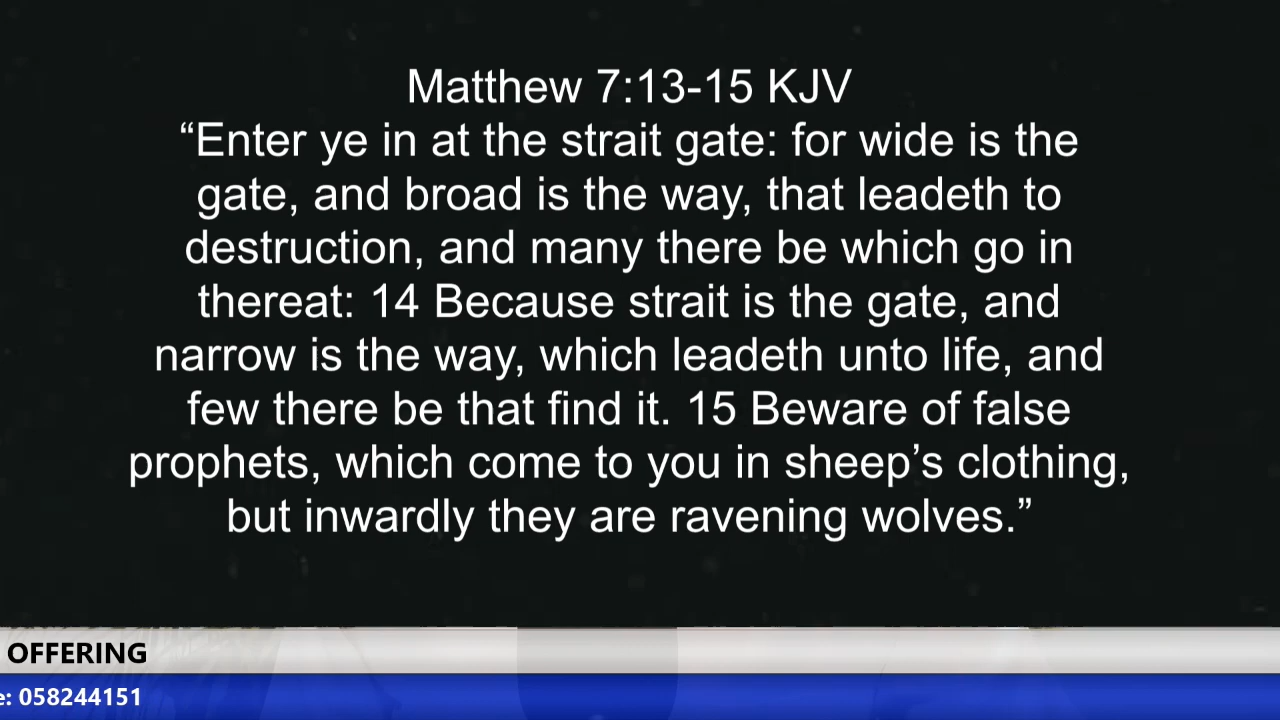 Matthew 7:13-15 KJV
“Enter ye in at the strait gate: for wide is the
gate, and broad is the way, that leadeth to
destruction, and many there be which go in
thereat: 14 Because strait is the gate, and
narrow is the way, which leadeth unto life, and
few there be that find it. 15 Beware of false
prophets, which come to you in sheep’s clothing,
but inwardly they are ravening wolves.”
OFFERING
e: 058244151